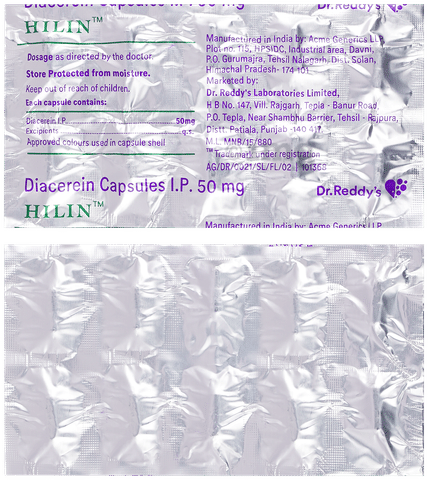 Diacerein Capsules I.P. 50 mg
Dr.Reddy's
HILIN™
Dosage as directed by the doctor.
Store Protected from moisture.
Keep out of reach of children.
Each capsule contains:
Diacerein I.P. 50mg
Excipients q.s.
Approved colours used in capsule shell
Manufactured in India by: Acme Generics LLP
Plot no. 115, HPSIDC, Industrial area, Davni,
P.O. Gurumajra, Tehsil Nalagarh, Dist. Solan,
Himachal Pradesh- 174 101
Marketed by:
Dr. Reddy's Laboratories Limited,
H B No. 147, Vill. Rajgarh, Tepla - Banur Road,
P.O. Tepla, Near Shambhu Barrier, Tehsil - Rajpura,
Distt. Patiala, Punjab -140 417.
M.L. MNB/15/880
™Trademark under registration
AG/DR/0021/SL/FL/02 | 101368
Diacerein Capsules I.P. 50 mg
Dr.Reddy's
HILIN™
Manufactured in India by: Acme Generics LLP